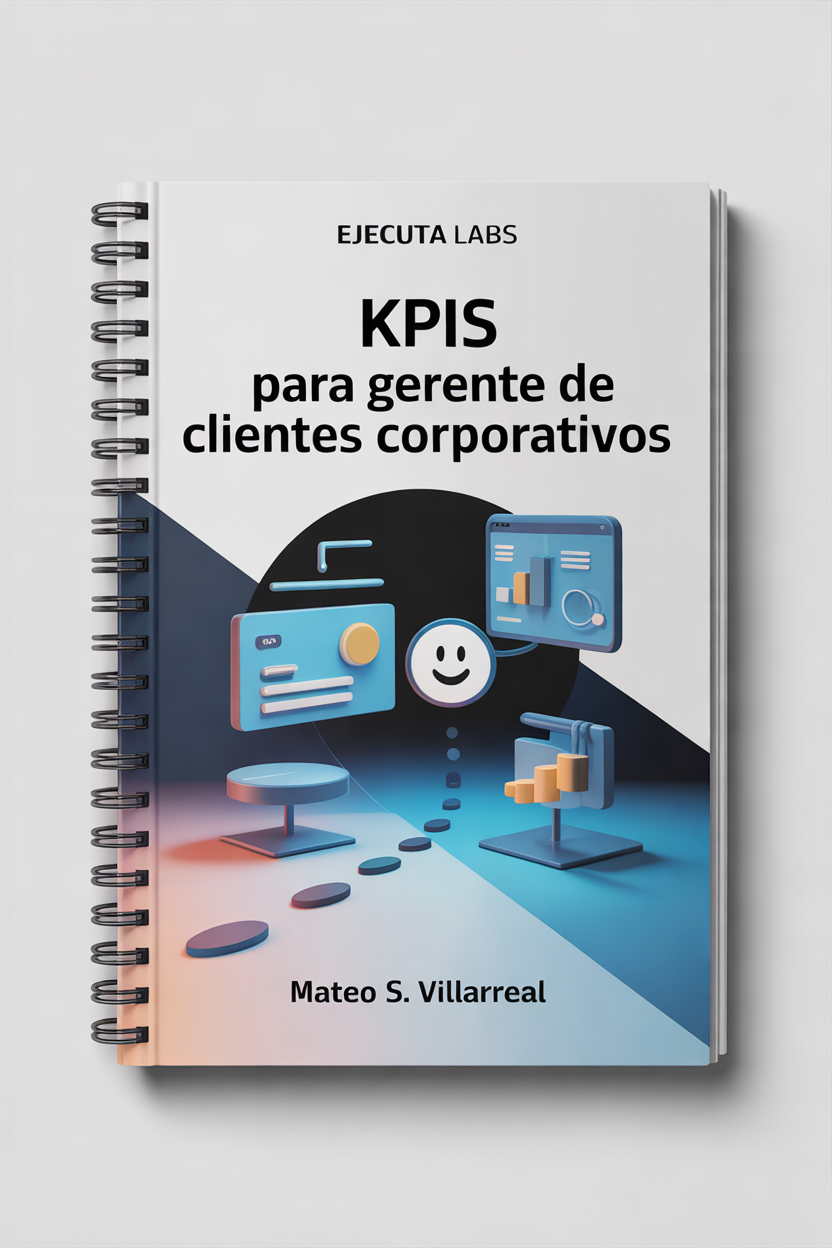 EJECUTA LABS
KPIS
para gerente de
clientes corporativos
Mateo S. Villarreal